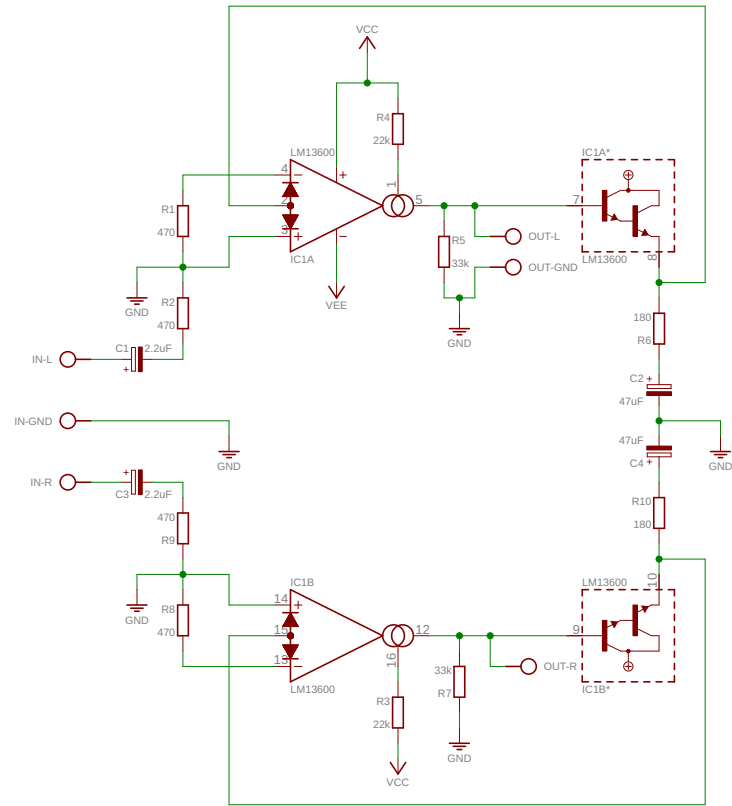 VCC
R4
22k
LM13600
IC1A*
4
1
2
5
7
3
R1
470
R5
33k
OUT-L
OUT-GND
IC1A
LM13600
8
GND
VEE
R2
470
GND
180
R6
IN-L
C1
2.2uF
+
C2
+
47uF
IN-GND
GND
47uF
C4
+
GND
IN-R
+
C3
2.2uF
470
R9
R10
180
GND
IC1B
LM13600
10
14
R8
470
15
12
9
13
16
33k
R7
OUT-R
LM13600
IC1B*
R3
22k
GND
VCC